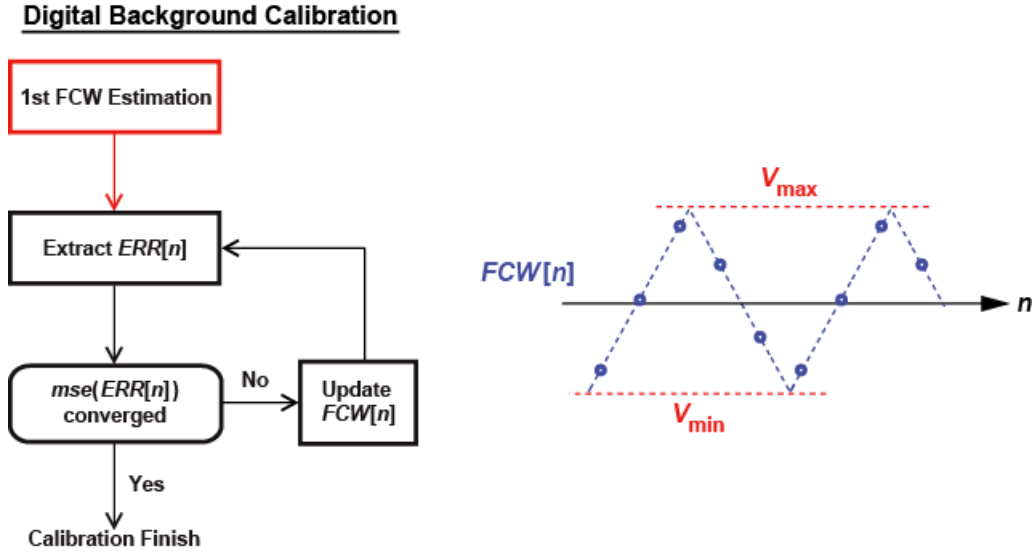 Digital Background Calibration
1st FCW Estimation
Extract ERR[n]
mse(ERR[n])
converged
No
Update
FCW[n]
Yes
Calibration Finish
Vmax
FCW[n]
n
Vmin